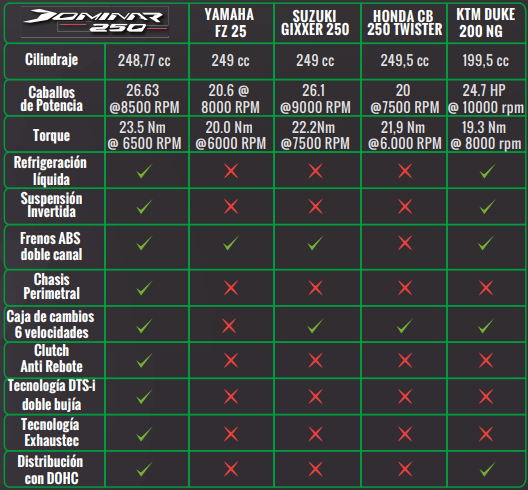 DOMINAR 250
YAMAHA FZ 25
SUZUKI GIXXER 250
HONDA CB 250 TWISTER
KTM DUKE 200 NG
Cilindraje
248,77 cc
249 cc
249 cc
249,5 cc
199,5 cc
Caballos de Potencia
26.63 @8500 RPM
20.6 @ 8000 RPM
26.1 @9000 RPM
20 @7500 RPM
24.7 HP @ 10000 rpm
Torque
23.5 Nm @ 6500 RPM
20.0 Nm @6000 RPM
22.2Nm @7500 RPM
21,9 Nm @6.000 RPM
19.3 Nm @ 8000 rpm
Refrigeración líquida
Suspensión Invertida
Frenos ABS doble canal
Chasis Perimetral
Caja de cambios 6 velocidades
Clutch Anti Rebote
Tecnología DTS-i doble bujía
Tecnología Exhaustec
Distribución con DOHC